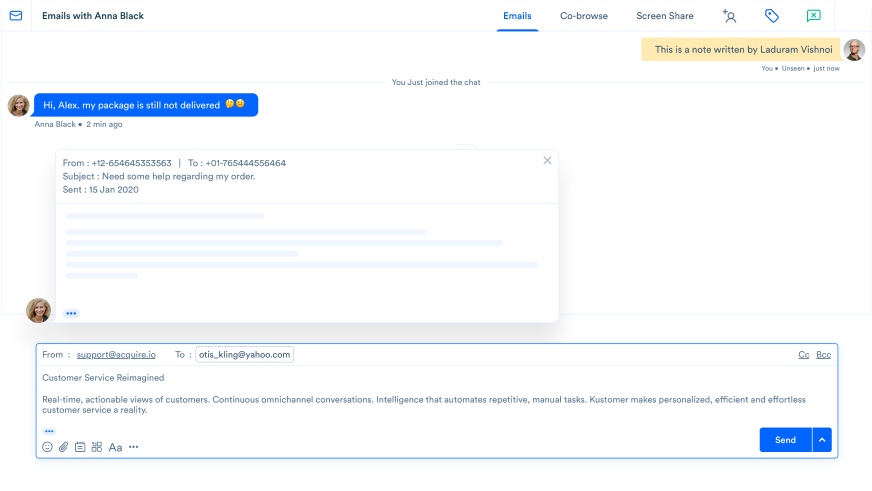 Emails with Anna Black
Emails Co-browse Screen Share
This is a note written by Laduram Vishnoi
You • Unseen • just now
You Just joined the chat
Hi, Alex. my package is still not delivered 🤔😊
Anna Black • 2 min ago
From : +12-654645353563 | To : +01-765444556464
Subject : Need some help regarding my order.
Sent : 15 Jan 2020
From : support@acquire.io To : otis_kling@yahoo.com Cc Bcc
Customer Service Reimagined
Real-time, actionable views of customers. Continuous omnichannel conversations. Intelligence that automates repetitive, manual tasks. Kustomer makes personalized, efficient and effortless
customer service a reality.
Aa
Send